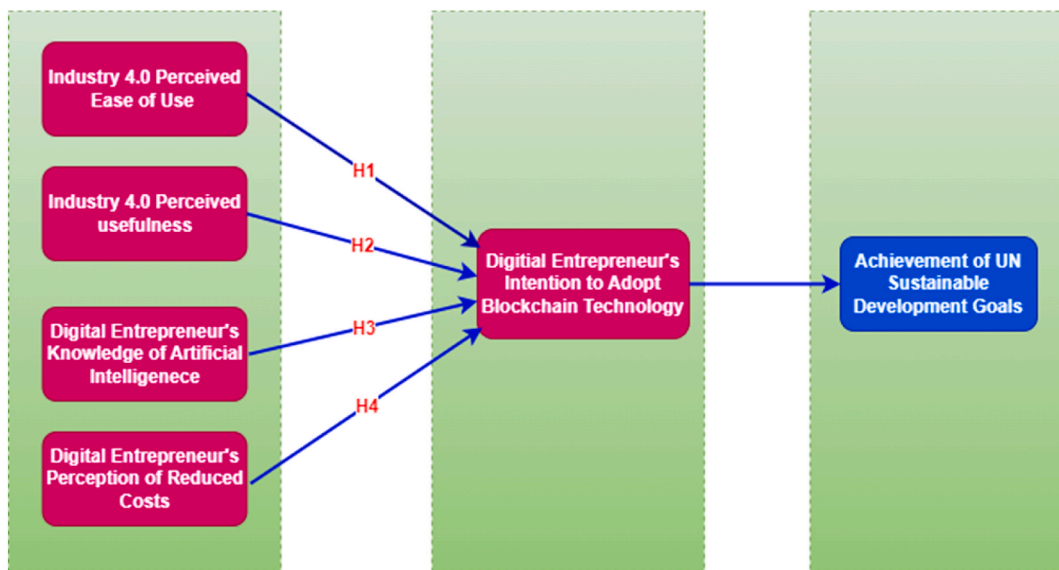 Industry 4.0 Perceived
Ease of Use
H1
Industry 4.0 Perceived
usefulness
H2
Digitial Entrepreneur's
Intention to Adopt
Blockchain Technology
Achievement of UN
Sustainable
Development Goals
Digital Entrepreneur's
Knowledge of Artificial
Intelligenece
H3
H4
Digital Entrepreneur's
Perception of Reduced
Costs